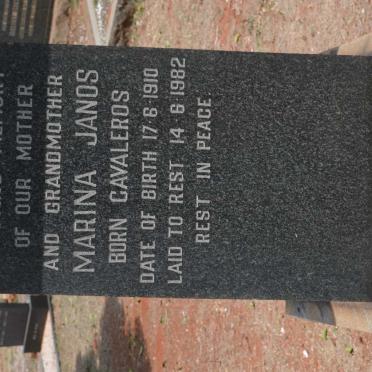 OF OUR MOTHER
AND GRANDMOTHER
MARINA JANOS
BORN CAVALEROS
DATE OF BIRTH 17·6·1910
LAID TO REST 14 6·1982
REST IN PEACE